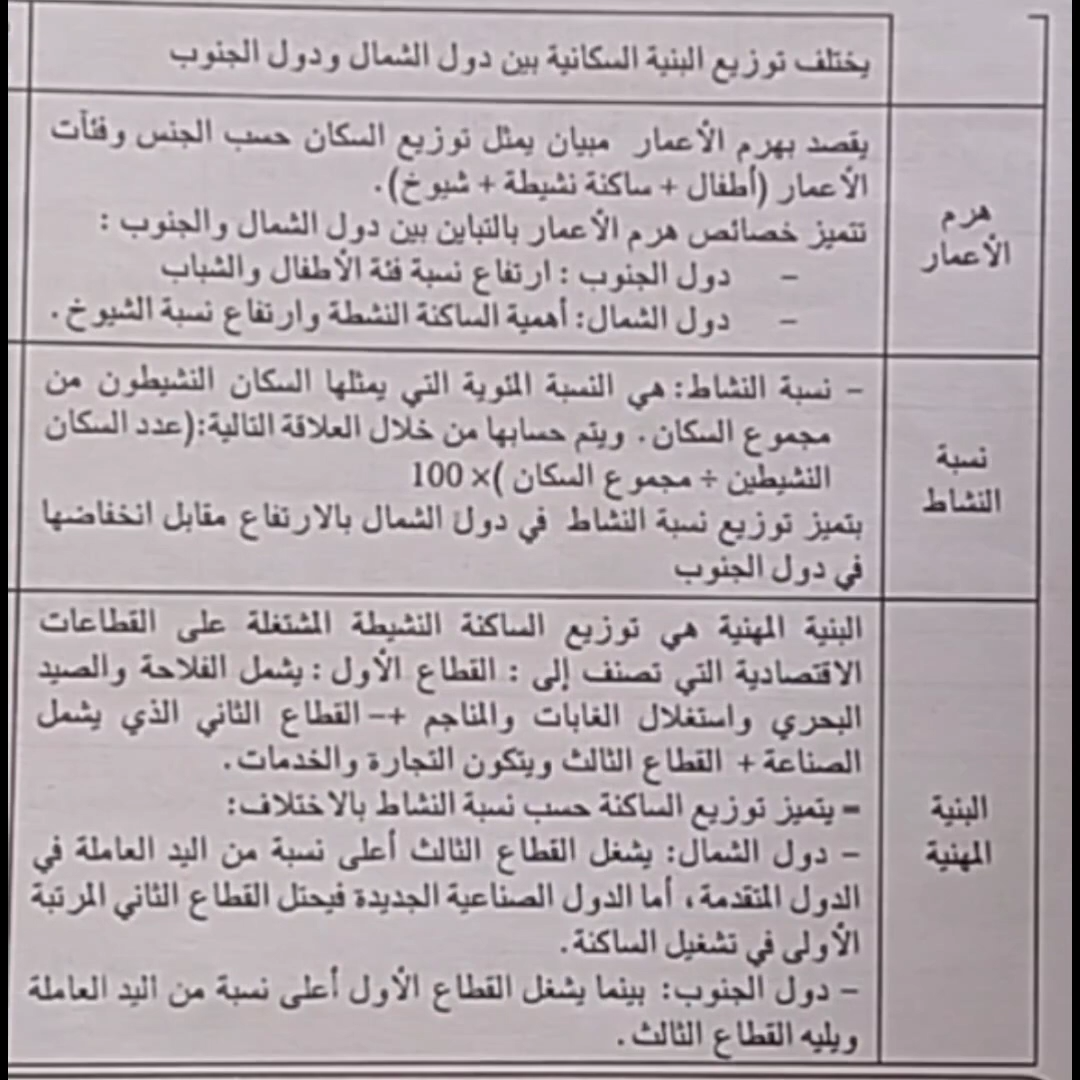 يختلف توزيع البنية السكانية بين دول الشمال ودول الجنوب
هرم
الأعمار
يقصد بهرم الأعمار مبيان يمثل توزيع السكان حسب الجنس وفئات
الأعمار (أطفال + ساكنة نشيطة + شيوخ).
تتميز خصائص هرم الأعمار بالتباين بين دول الشمال والجنوب :
- دول الجنوب : ارتفاع نسبة فئة الأطفال والشباب
- دول الشمال: أهمية الساكنة النشطة وارتفاع نسبة الشيوخ.
نسبة
النشاط
- نسبة النشاط: هي النسبة المئوية التي يمثلها السكان النشيطون من
مجموع السكان. ويتم حسابها من خلال العلاقة التالية:(عدد السكان
النشيطين ÷ مجموع السكان )× 100
يتميز توزيع نسبة النشاط في دول الشمال بالارتفاع مقابل انخفاضها
في دول الجنوب
البنية
المهنية
البنية المهنية هي توزيع الساكنة النشيطة المشتغلة على القطاعات
الاقتصادية التي تصنف إلى : القطاع الأول : يشمل الفلاحة والصيد
البحري واستغلال الغابات والمناجم +- القطاع الثاني الذي يشمل
الصناعة + القطاع الثالث ويتكون التجارة والخدمات.
= يتميز توزيع الساكنة حسب نسبة النشاط بالاختلاف:
- دول الشمال: يشغل القطاع الثالث أعلى نسبة من اليد العاملة في
الدول المتقدمة، أما الدول الصناعية الجديدة فيحتل القطاع الثاني المرتبة
الأولى في تشغيل الساكنة.
- دول الجنوب: بينما يشغل القطاع الأول أعلى نسبة من اليد العاملة
ويليه القطاع الثالث.